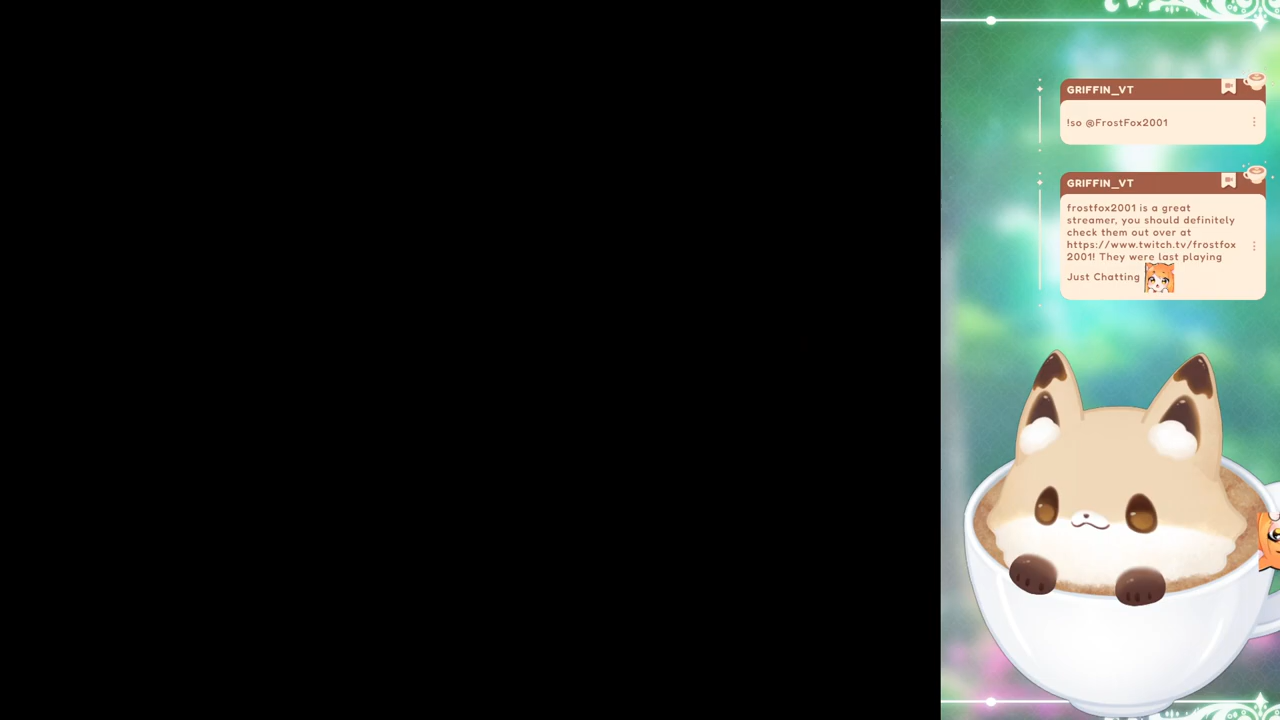 GRIFFIN_VT
!so @FrostFox2001
GRIFFIN_VT
frostfox2001 is a great
streamer, you should definitely
check them out over at
https://www.twitch.tv/frostfox
2001! They were last playing
Just Chatting